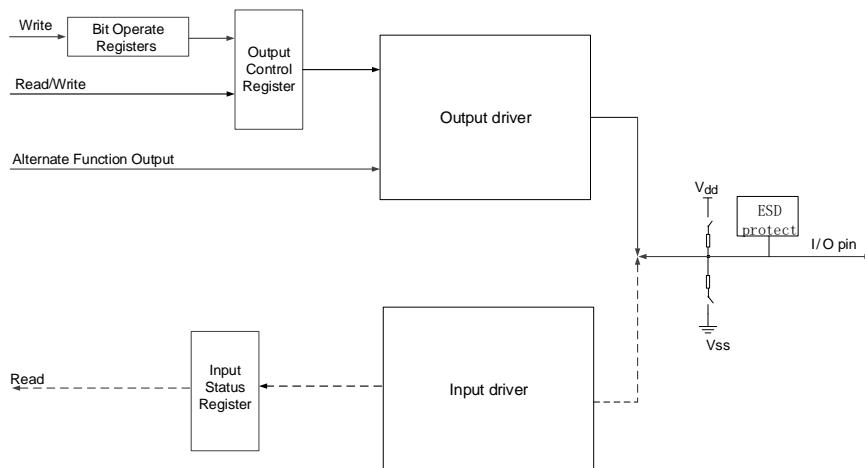 Write
Bit Operate
Registers
Output
Control
Register
Read/Write
Output driver
Alternate Function Output
Vdd
ESD
protect
I/O pin
Vss
Input
Status
Register
Read
Input driver